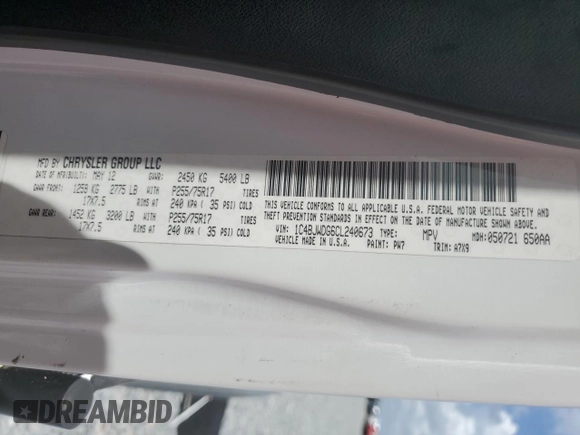 MFD BY CHRYSLER GROUP LLC
DATE OF MFR(BUILT): MAY 12 GVWR: 2450 KG 5400 LB
GAWR FRONT: 1259 KG 2775 LB WITH P255/75R17 TIRES
17X7.5 RIMS AT 240 KPA ( 35 PSI) COLD
GAWR REAR: 1452 KG 3200 LB WITH P255/75R17 TIRES
17X7.5 RIMS AT 240 KPA ( 35 PSI) COLD
THIS VEHICLE CONFORMS TO ALL APPLICABLE U.S.A. FEDERAL MOTOR VEHICLE SAFETY AND
THEFT PREVENTION STANDARDS IN EFFECT ON THE DATE OF MANUFACTURE SHOWN ABOVE.
VIN: 1C4BJWDG6CL240673 TYPE: MPV MDH: 050721 650AA
VEHICLE MADE IN U.S.A. PAINT: PW7 TRIM: A7X9
DREAMBID